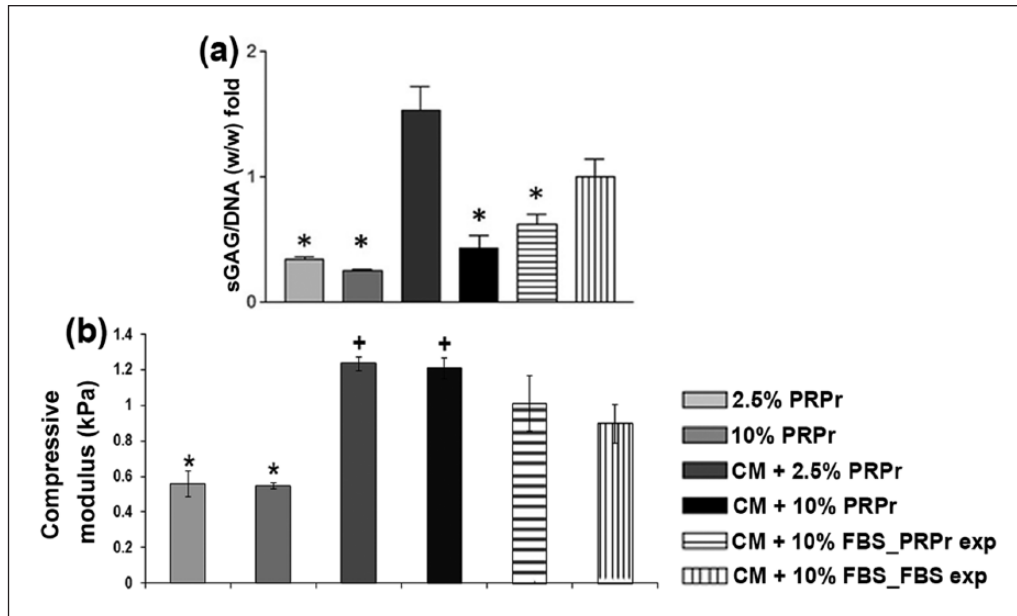 (a)
sGAG/DNA (w/w) fold
2
1
0
*
*
*
*
(b)
Compressive
modulus (kPa)
1.4
1.2
1
0.8
0.6
0.4
0.2
0
*
*
+
+
2.5% PRPr
10% PRPr
CM + 2.5% PRPr
CM + 10% PRPr
CM + 10% FBS_PRPr exp
CM + 10% FBS_FBS exp